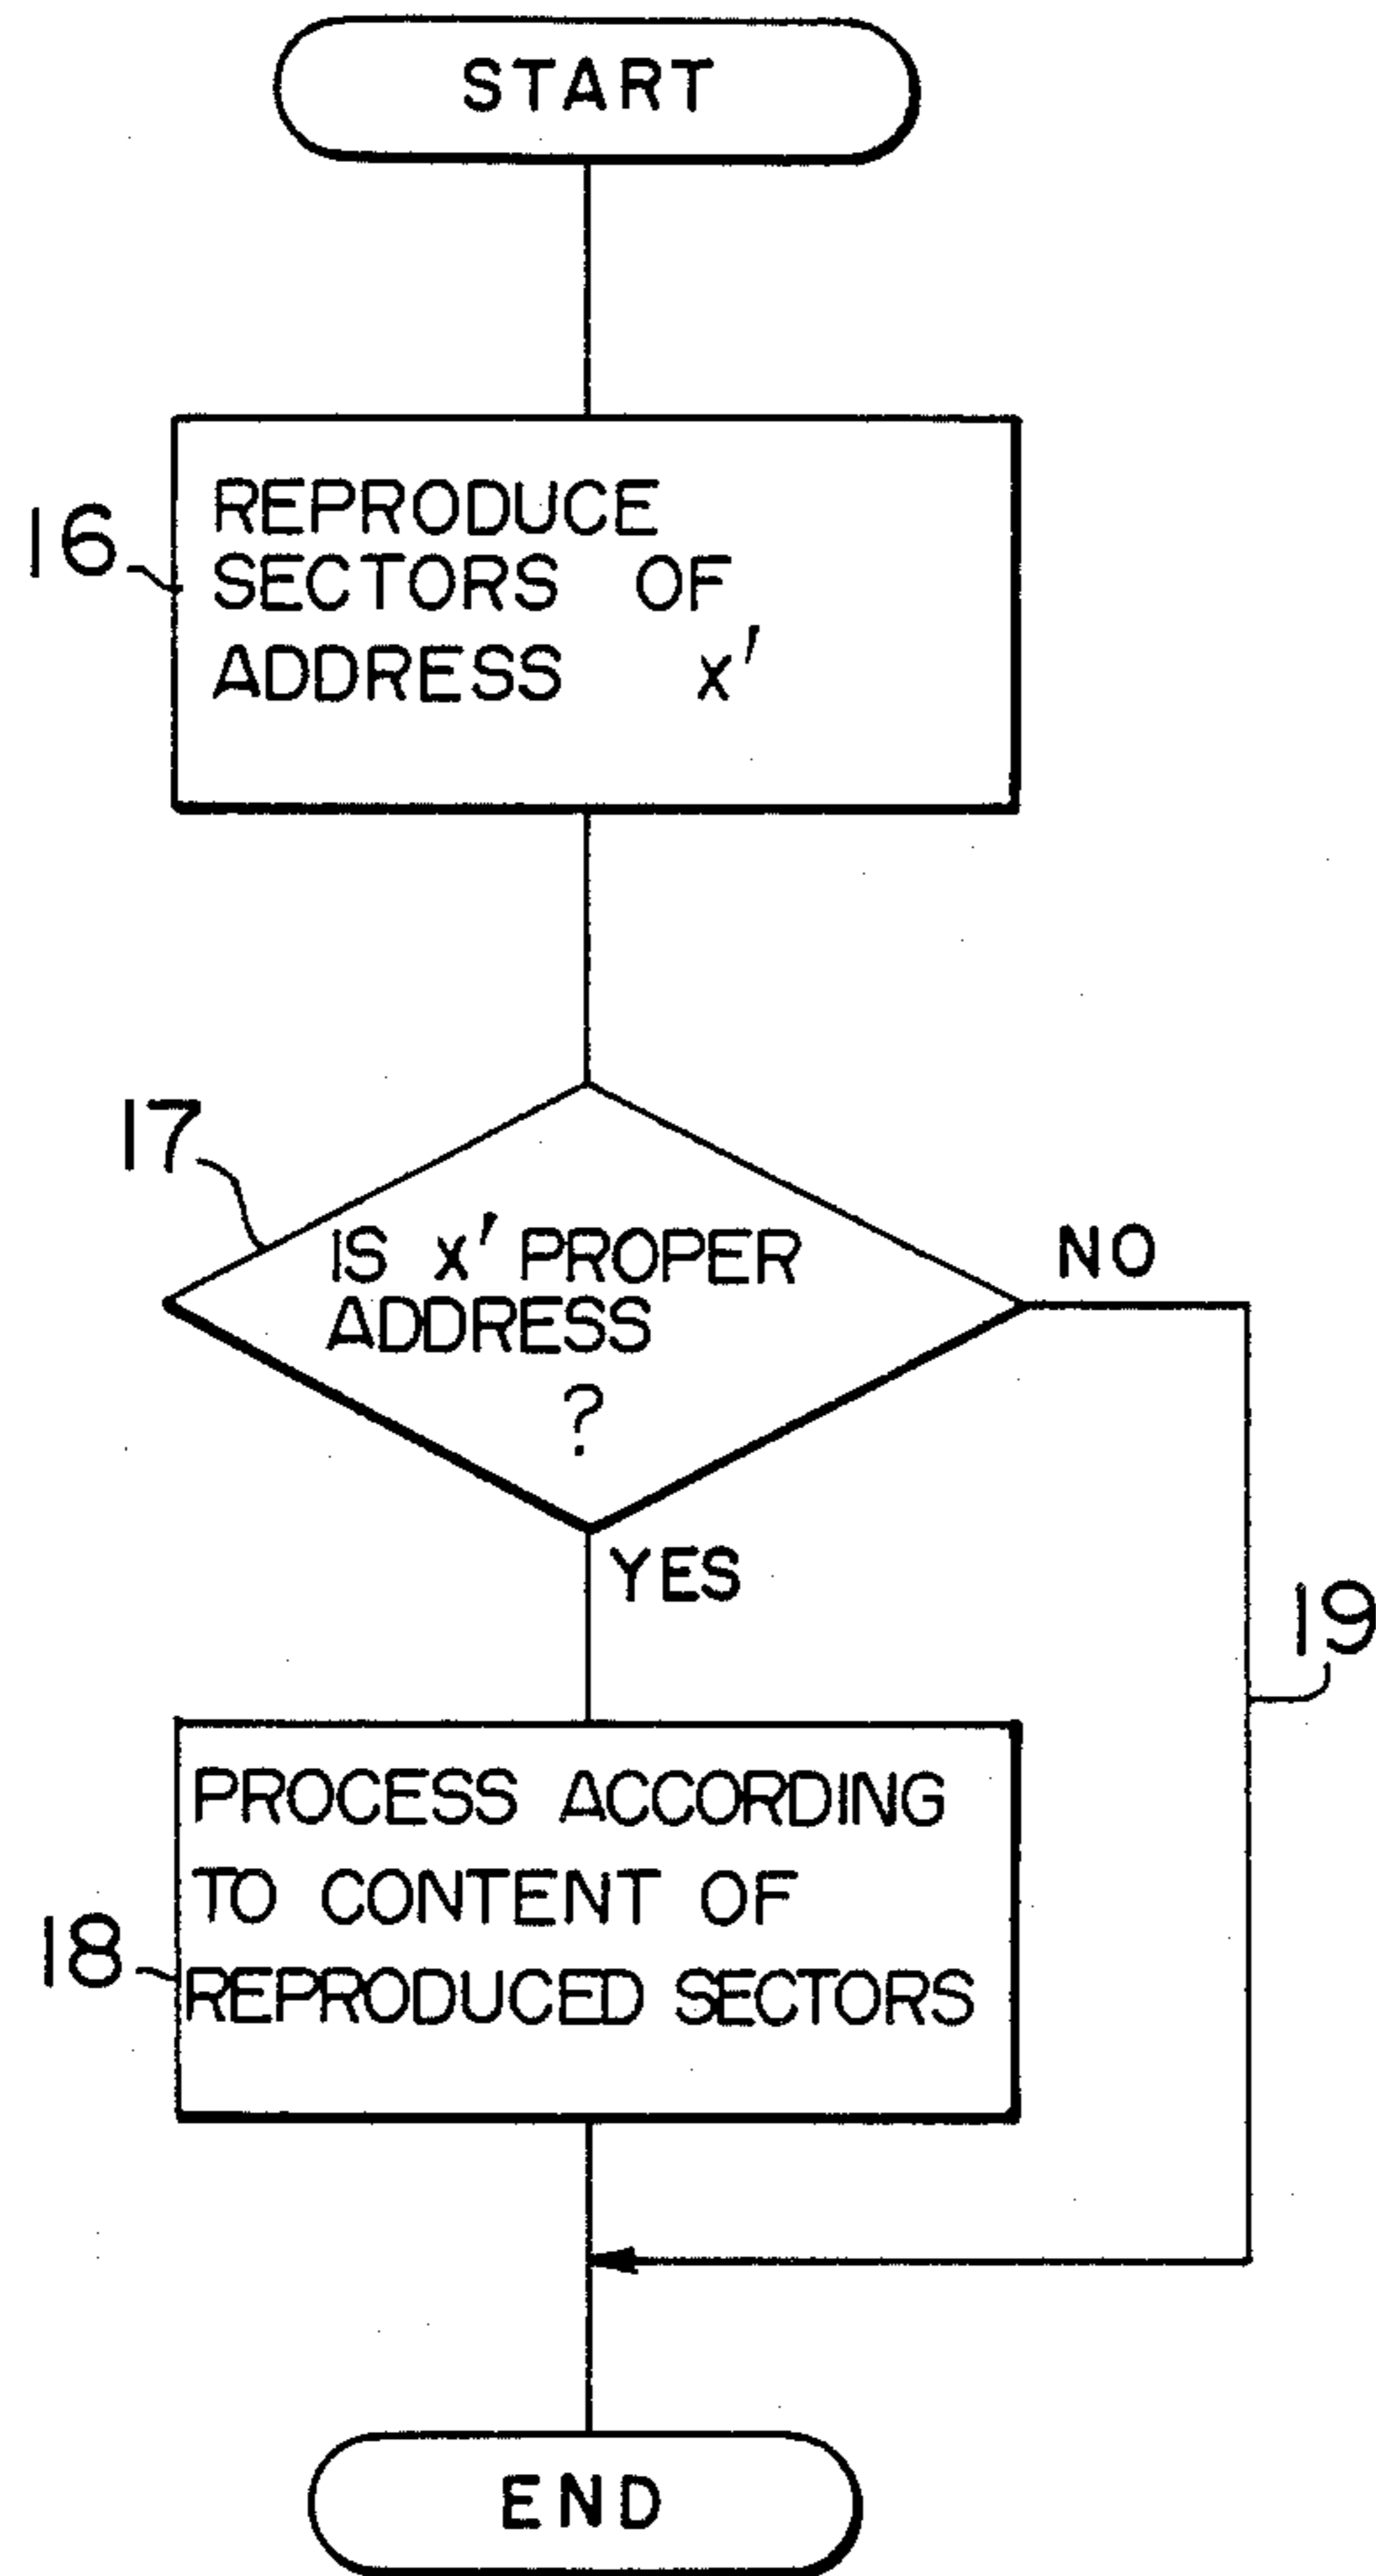 START
16
REPRODUCE
SECTORS OF
ADDRESS x'
17
IS x' PROPER
ADDRESS
?
NO
YES
19
PROCESS ACCORDING
TO CONTENT OF
18
REPRODUCED SECTORS
END